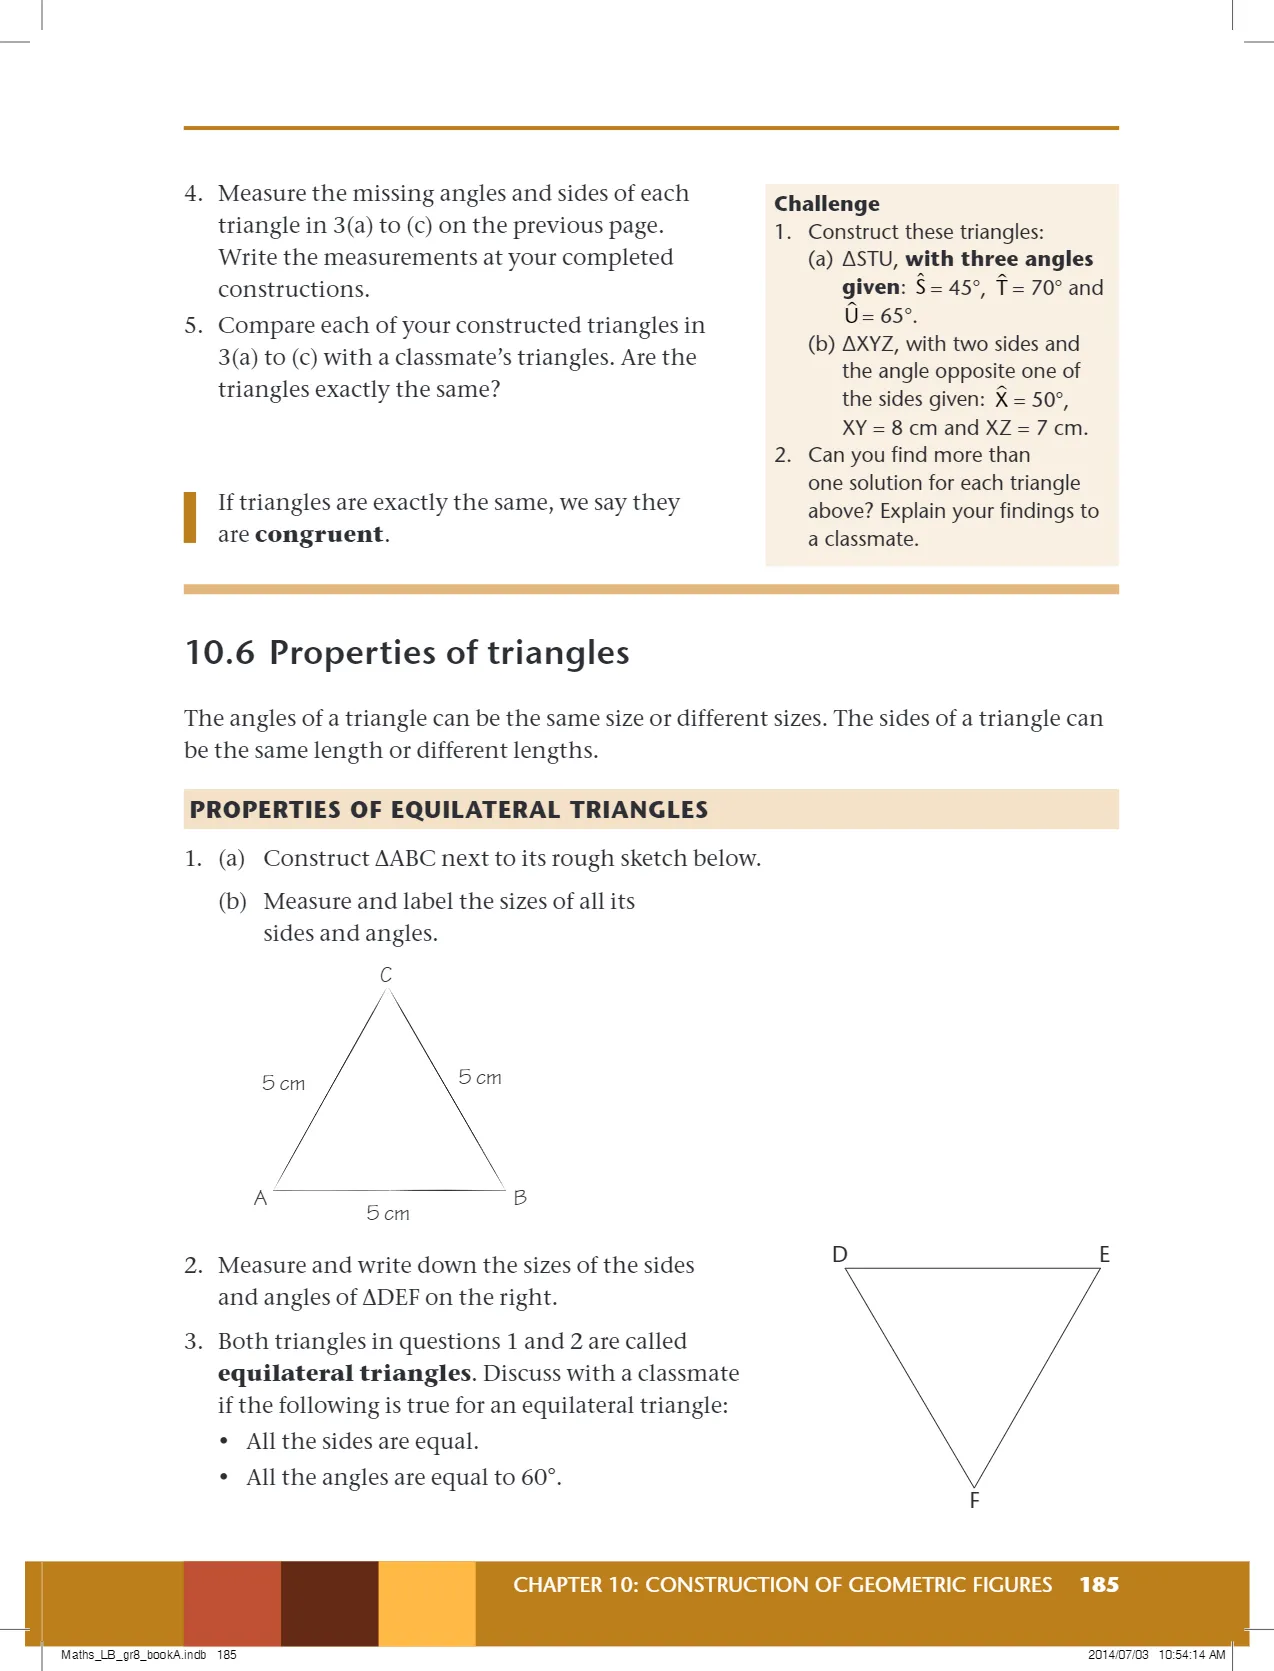 4. Measure the missing angles and sides of each
triangle in 3(a) to (c) on the previous page.
Write the measurements at your completed
constructions.
5. Compare each of your constructed triangles in
3(a) to (c) with a classmate’s triangles. Are the
triangles exactly the same?
If triangles are exactly the same, we say they
are congruent.
Challenge
1. Construct these triangles:
(a) ΔSTU, with three angles
given: Ŝ = 45°, T̂ = 70° and
Û = 65°.
(b) ΔXYZ, with two sides and
the angle opposite one of
the sides given: X̂ = 50°,
XY = 8 cm and XZ = 7 cm.
2. Can you find more than
one solution for each triangle
above? Explain your findings to
a classmate.
10.6 Properties of triangles
The angles of a triangle can be the same size or different sizes. The sides of a triangle can
be the same length or different lengths.
PROPERTIES OF EQUILATERAL TRIANGLES
1. (a) Construct ΔABC next to its rough sketch below.
(b) Measure and label the sizes of all its
sides and angles.
C
5 cm
5 cm
A
B
5 cm
2. Measure and write down the sizes of the sides
and angles of ΔDEF on the right.
3. Both triangles in questions 1 and 2 are called
equilateral triangles. Discuss with a classmate
if the following is true for an equilateral triangle:
• All the sides are equal.
• All the angles are equal to 60°.
D
E
F
CHAPTER 10: CONSTRUCTION OF GEOMETRIC FIGURES 185
Maths_LB_gr8_bookA.indb 185
2014/07/03 10:54:14 AM